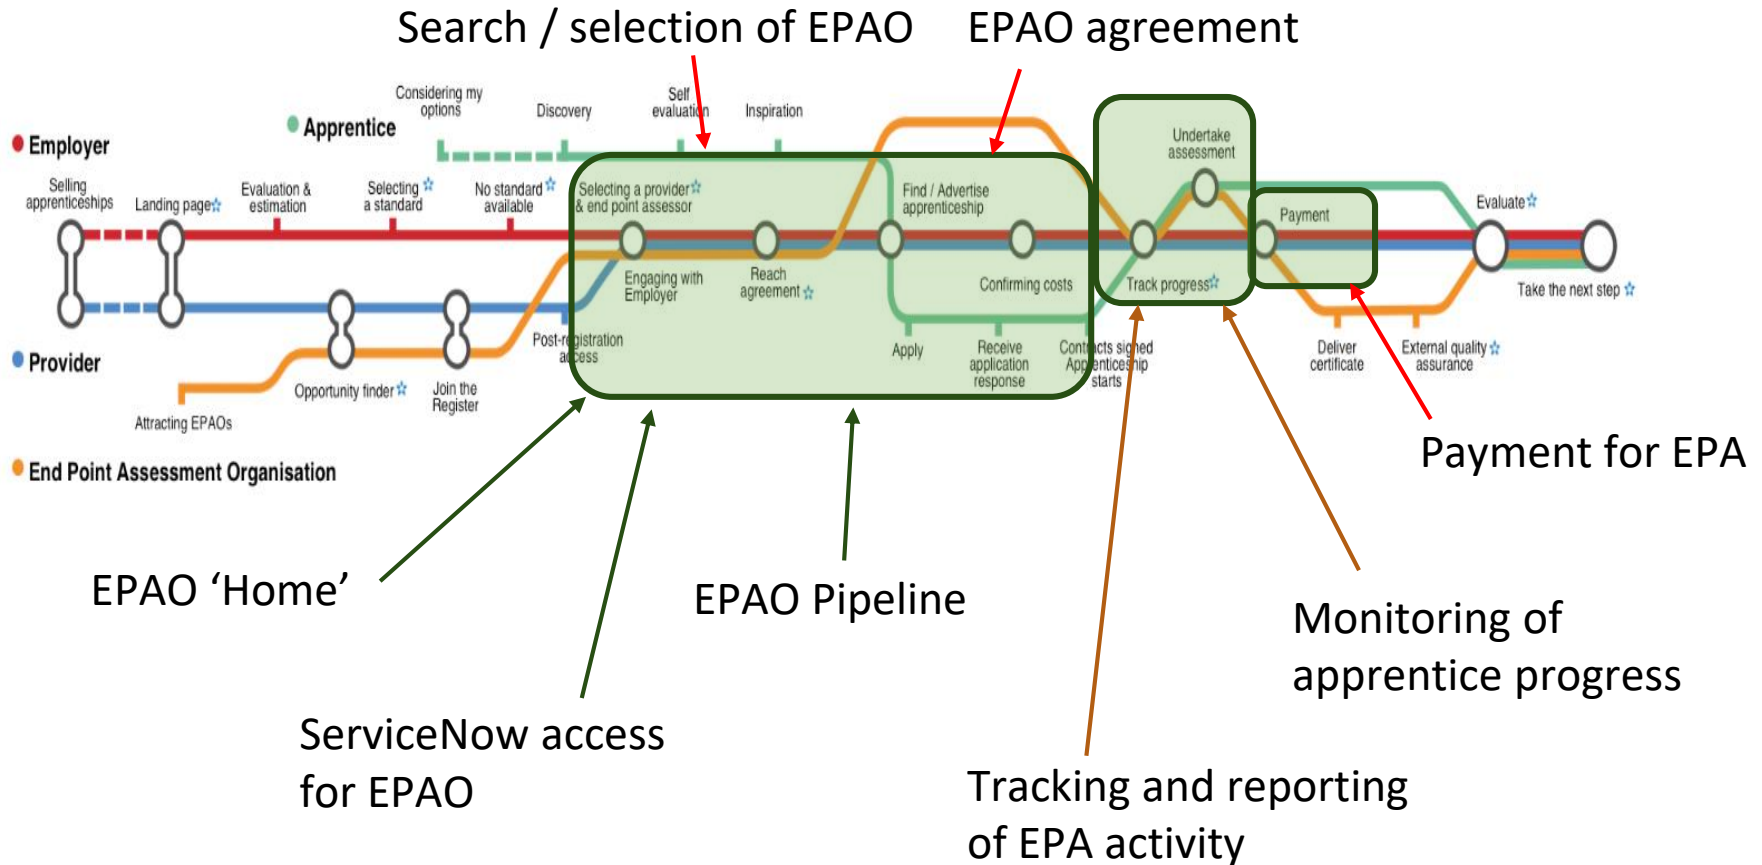 Search / selection of EPAO
EPAO agreement
Considering my
options
Discovery
Self
evaluation
Inspiration
Apprentice
Employer
Undertake
assessment
Selling
apprenticeships
Landing page
Evaluation &
estimation
Selecting
a standard
No standard
available
Selecting a provider
& end point assessor
Find / Advertise
apprenticeship
Payment
Evaluate
Engaging with
Employer
Reach
agreement
Confirming costs
Track progress
Take the next step
Provider
Post-registration
access
Apply
Receive
application
response
Contracts signed
Apprenticeship
starts
Deliver
certificate
External quality
assurance
Opportunity finder
Join the
Register
Attracting EPAOs
End Point Assessment Organisation
Payment for EPA
EPAO ‘Home’
EPAO Pipeline
Monitoring of
apprentice progress
ServiceNow access
for EPAO
Tracking and reporting
of EPA activity